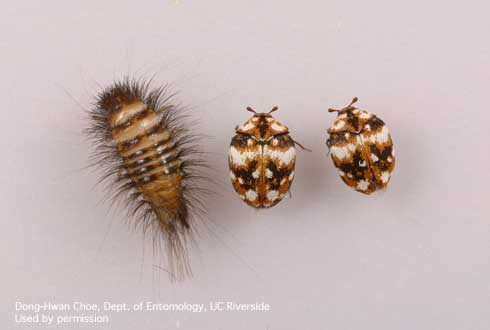 Dong-Hwan Choe, Dept. of Entomology, UC Riverside
Used by permission